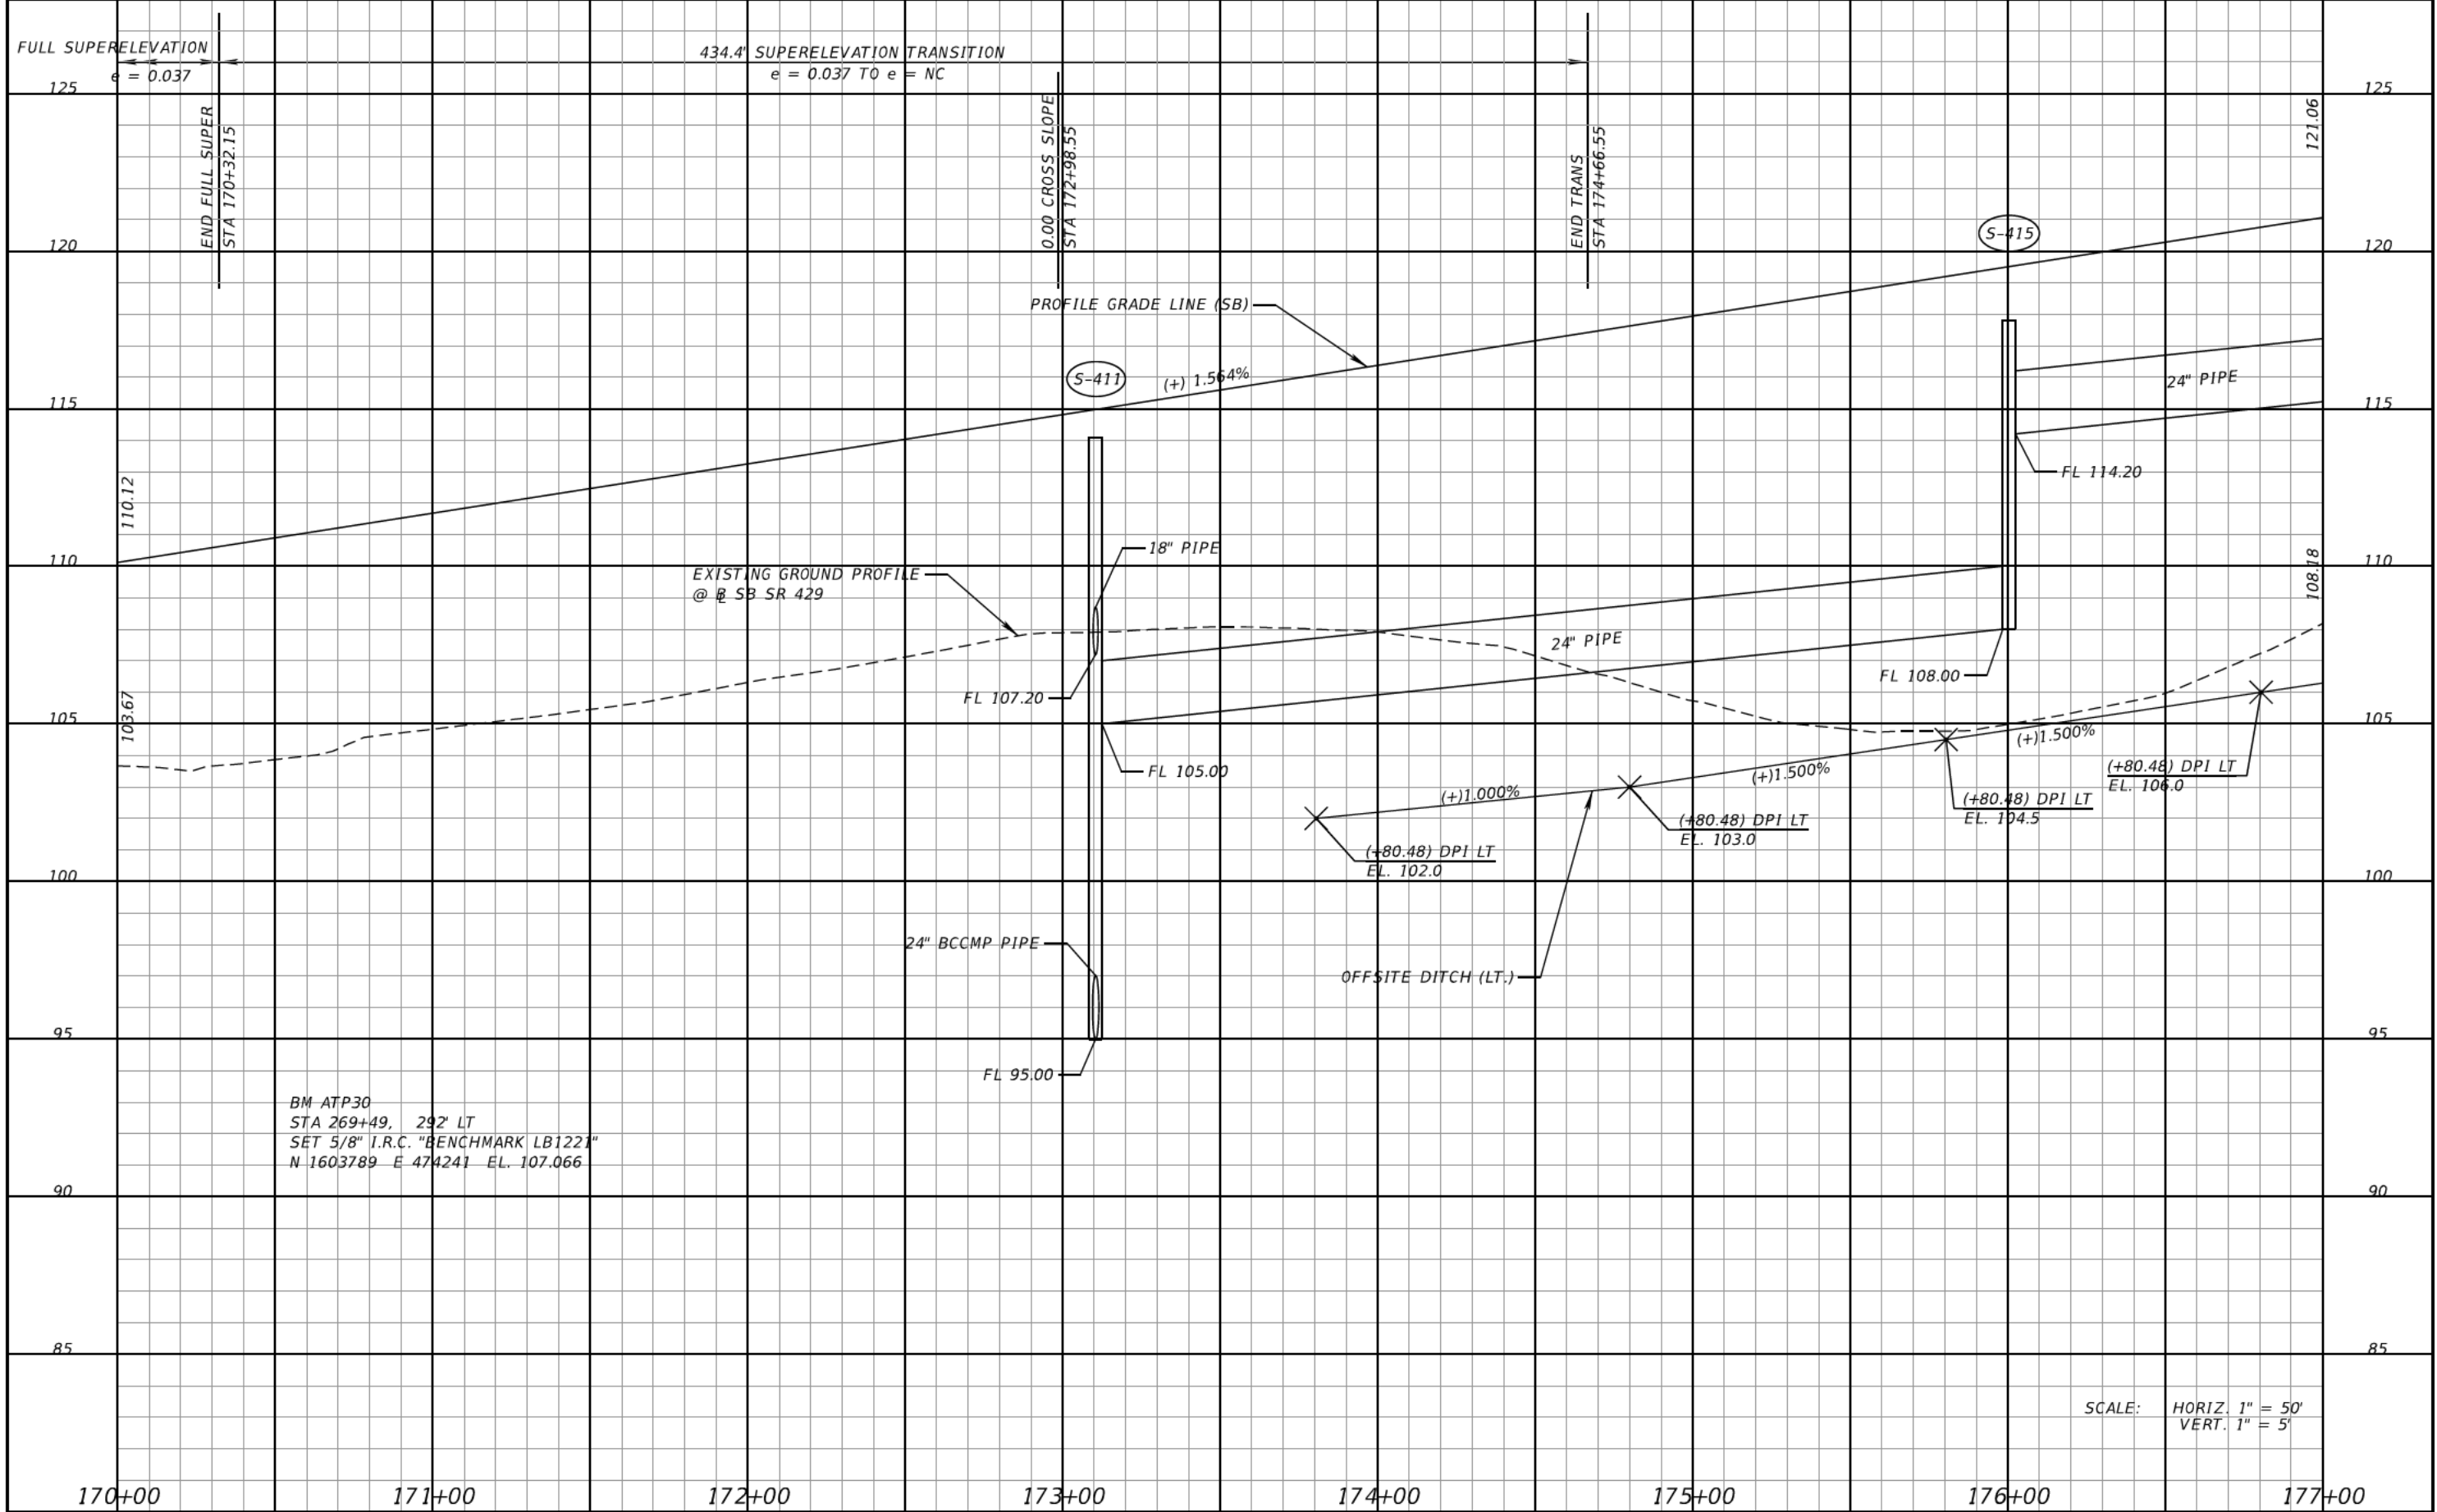 FULL SUPERELEVATION
e = 0.037
434.4' SUPERELEVATION TRANSITION
e = 0.037 TO e = NC
125
125
END FULL SUPER
STA 170+32.15
0.00 CROSS SLOPE
STA 172+98.55
END TRANS
STA 174+66.55
121.06
120
S-415
120
PROFILE GRADE LINE (SB)
S-411
(+) 1.564%
24" PIPE
115
115
FL 114.20
110.12
18" PIPE
110
110
EXISTING GROUND PROFILE
@ B SB SR 429
108.18
24" PIPE
FL 107.20
FL 108.00
103.67
105
105
(+)1.500%
FL 105.00
(+)1.500%
(+80.48) DPI LT
EL. 106.0
(+)1.000%
(+80.48) DPI LT
EL. 104.5
(+80.48) DPI LT
EL. 103.0
(+80.48) DPI LT
EL. 102.0
100
100
24" BCCMP PIPE
OFFSITE DITCH (LT.)
95
95
FL 95.00
BM ATP30
STA 269+49, 292' LT
SET 5/8" I.R.C. "BENCHMARK LB1221"
N 1603789 E 474241 EL. 107.066
90
90
85
85
SCALE: HORIZ. 1" = 50'
VERT. 1" = 5'
170+00
171+00
172+00
173+00
174+00
175+00
176+00
177+00